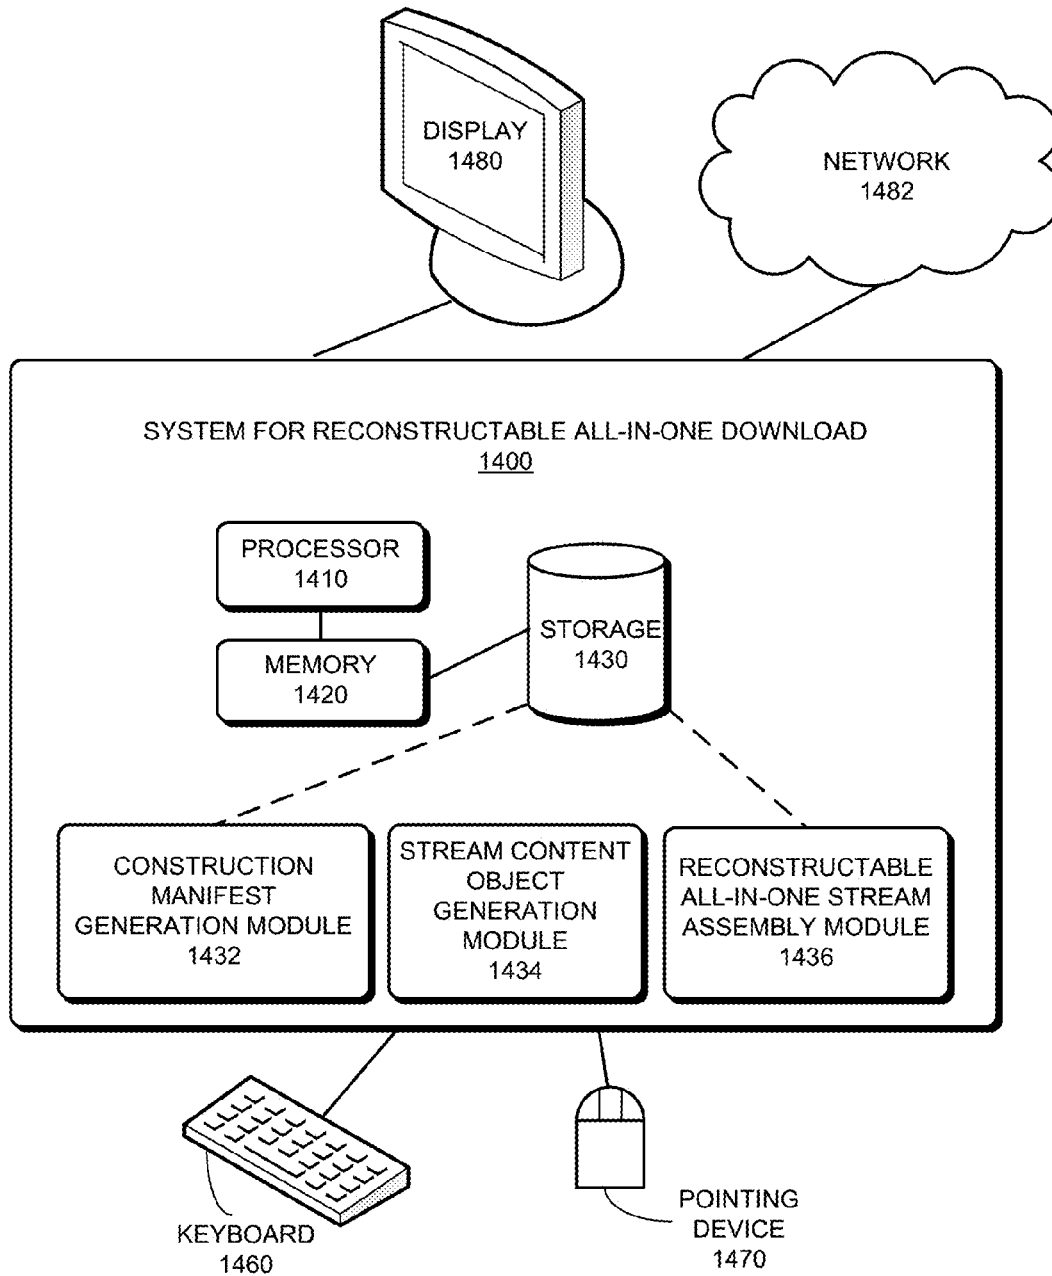 DISPLAY
1480
NETWORK
1482
SYSTEM FOR RECONSTRUCTABLE ALL-IN-ONE DOWNLOAD
1400
PROCESSOR
1410
MEMORY
1420
STORAGE
1430
CONSTRUCTION
MANIFEST
GENERATION MODULE
1432
STREAM CONTENT
OBJECT
GENERATION
MODULE
1434
RECONSTRUCTABLE
ALL-IN-ONE STREAM
ASSEMBLY MODULE
1436
KEYBOARD
1460
POINTING
DEVICE
1470